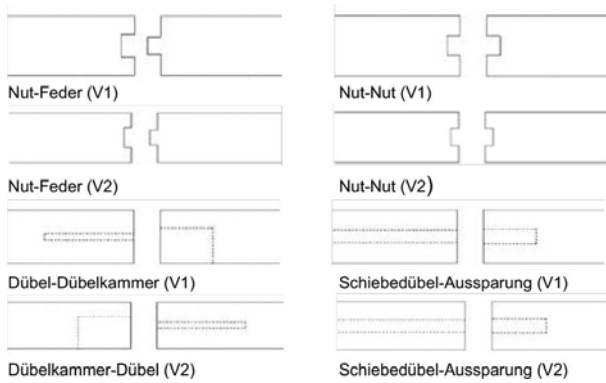 Nut-Feder (V1)
Nut-Nut (V1)
Nut-Feder (V2)
Nut-Nut (V2)
Dübel-Dübelkammer (V1)
Schiebedübel-Aussparung (V1)
Dübelkammer-Dübel (V2)
Schiebedübel-Aussparung (V2)